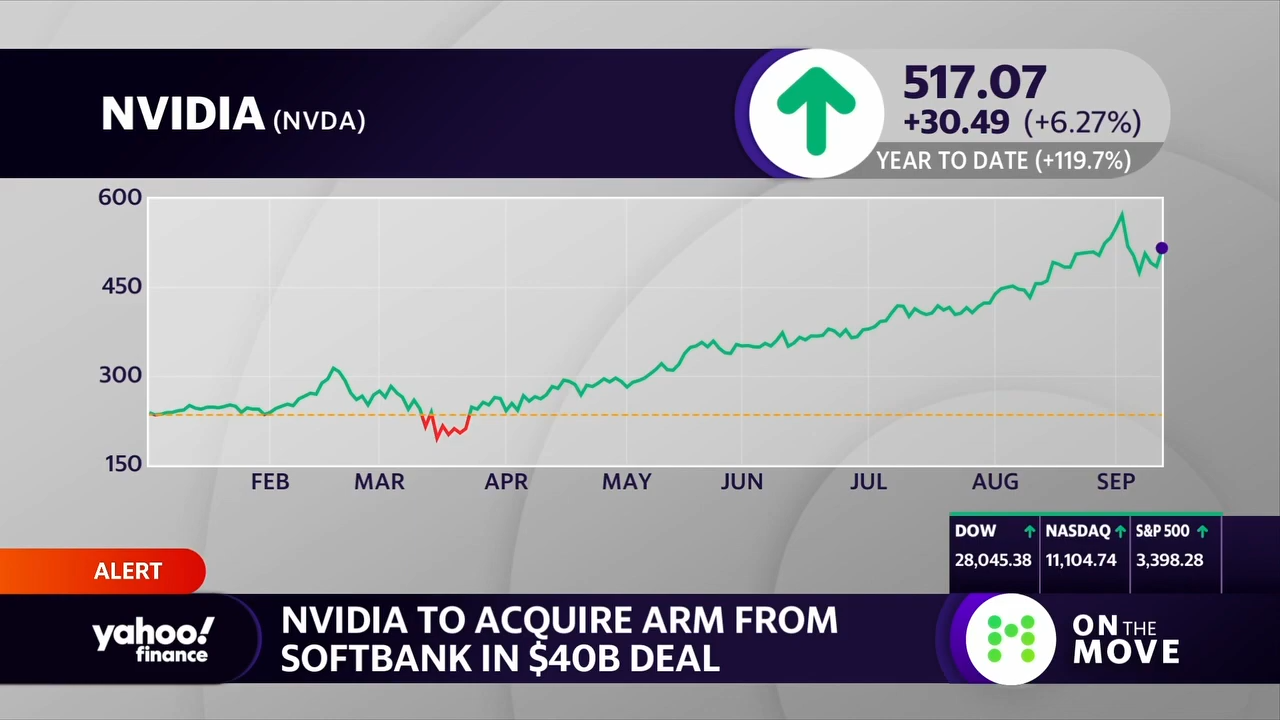 NVIDIA (NVDA)
517.07
+30.49 (+6.27%)
YEAR TO DATE (+119.7%)
600
450
300
150
FEB MAR APR MAY JUN JUL AUG SEP
DOW NASDAQ S&P 500
28,045.38 11,104.74 3,398.28
ALERT
yahoo!
finance
NVIDIA TO ACQUIRE ARM FROM
SOFTBANK IN $40B DEAL
ON THE
MOVE